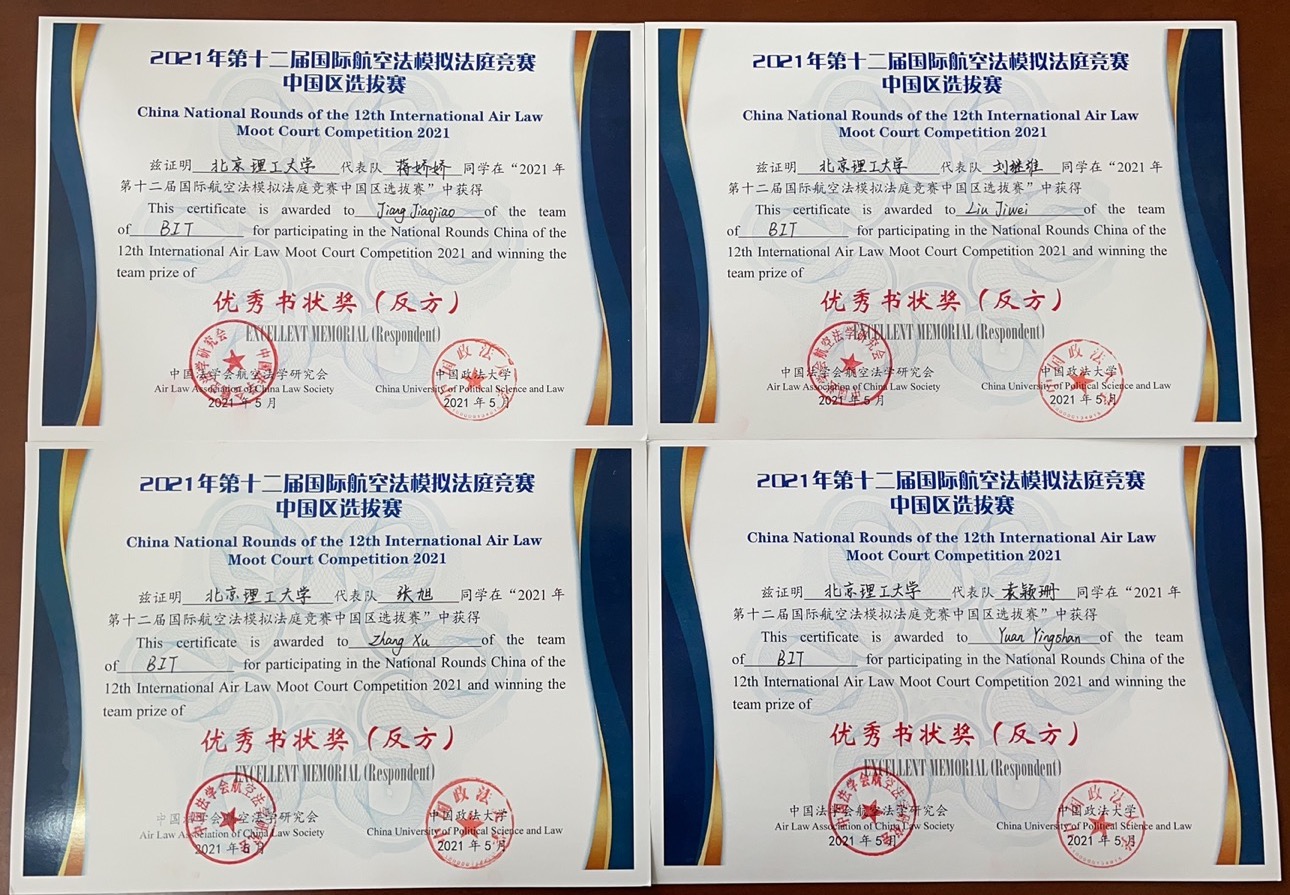 2021年第十二届国际航空法模拟法庭竞赛
中国区选拔赛
China National Rounds of the 12th International Air Law
Moot Court Competition 2021
兹证明 北京理工大学 代表队 蒋娇娇 同学在“2021年
第十二届国际航空法模拟法庭竞赛中国区选拔赛”中获得
This certificate is awarded to Jiang Jiaojiao of the team
of BIT for participating in the National Rounds China of the
12th International Air Law Moot Court Competition 2021 and winning the
team prize of
优秀书状奖（反方）
EXCELLENT MEMORIAL (Respondent)
中国法学会航空法学研究会 中国政法大学
Air Law Association of China Law Society China University of Political Science and Law
2021年5月 2021年5月
2021年第十二届国际航空法模拟法庭竞赛
中国区选拔赛
China National Rounds of the 12th International Air Law
Moot Court Competition 2021
兹证明 北京理工大学 代表队 刘继雄 同学在“2021年
第十二届国际航空法模拟法庭竞赛中国区选拔赛”中获得
This certificate is awarded to Liu Jiwei of the team
of BIT for participating in the National Rounds China of the
12th International Air Law Moot Court Competition 2021 and winning the
team prize of
优秀书状奖（反方）
EXCELLENT MEMORIAL (Respondent)
中国法学会航空法学研究会 中国政法大学
Air Law Association of China Law Society China University of Political Science and Law
2021年5月 2021年5月
2021年第十二届国际航空法模拟法庭竞赛
中国区选拔赛
China National Rounds of the 12th International Air Law
Moot Court Competition 2021
兹证明 北京理工大学 代表队 张旭 同学在“2021年
第十二届国际航空法模拟法庭竞赛中国区选拔赛”中获得
This certificate is awarded to Zhang Xu of the team
of BIT for participating in the National Rounds China of the
12th International Air Law Moot Court Competition 2021 and winning the
team prize of
优秀书状奖（反方）
EXCELLENT MEMORIAL (Respondent)
中国法学会航空法学研究会 中国政法大学
Air Law Association of China Law Society China University of Political Science and Law
2021年5月 2021年5月
2021年第十二届国际航空法模拟法庭竞赛
中国区选拔赛
China National Rounds of the 12th International Air Law
Moot Court Competition 2021
兹证明 北京理工大学 代表队 袁颖珊 同学在“2021年
第十二届国际航空法模拟法庭竞赛中国区选拔赛”中获得
This certificate is awarded to Yuan Yingshan of the team
of BIT for participating in the National Rounds China of the
12th International Air Law Moot Court Competition 2021 and winning the
team prize of
优秀书状奖（反方）
EXCELLENT MEMORIAL (Respondent)
中国法学会航空法学研究会 中国政法大学
Air Law Association of China Law Society China University of Political Science and Law
2021年5月 2021年5月